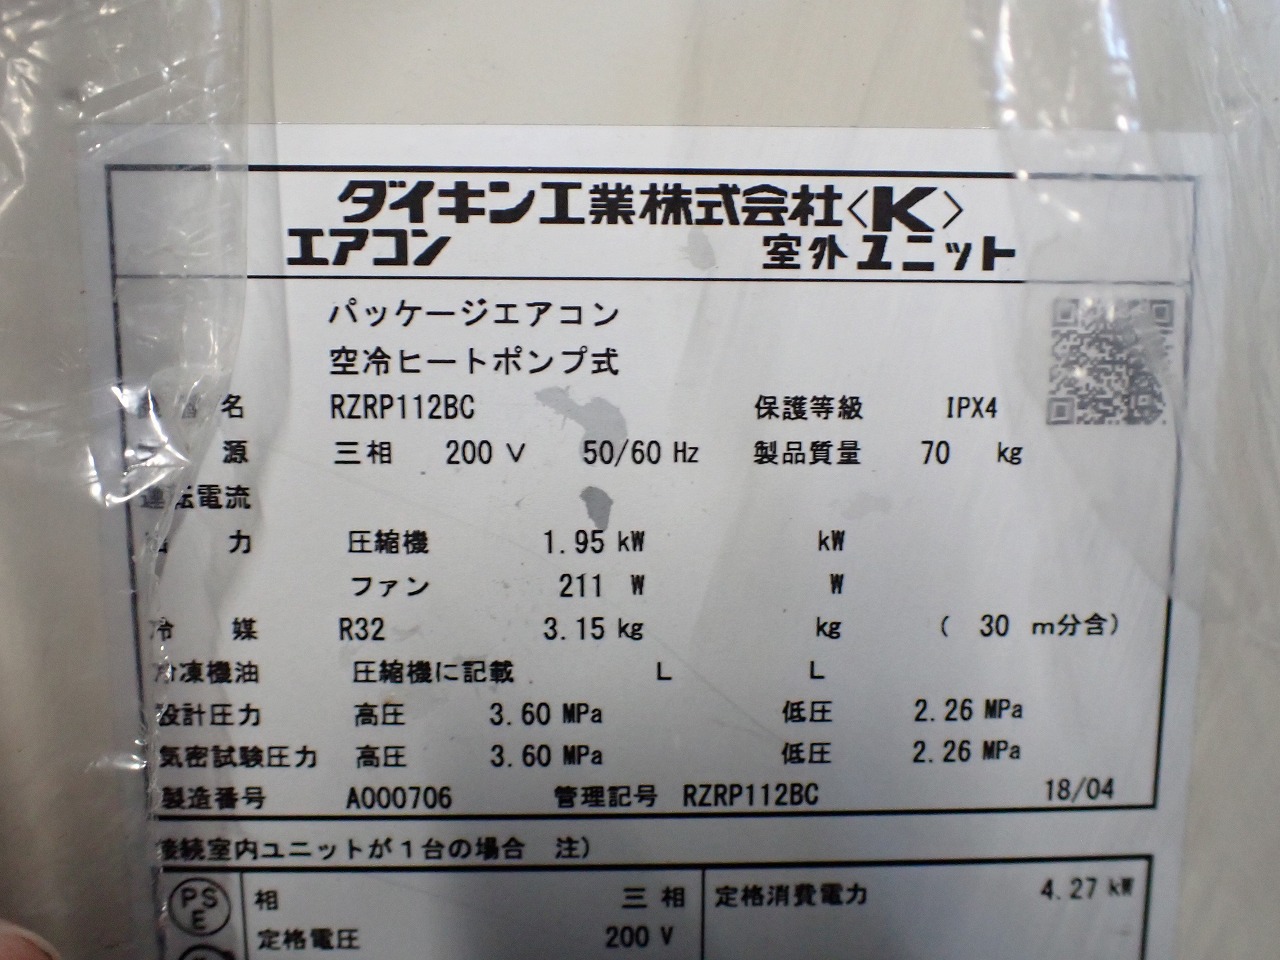 ダイキン工業株式会社〈K〉
エアコン 室外ユニット
パッケージエアコン
空冷ヒートポンプ式
名 RZRP112BC 保護等級 IPX4
源 三相 200 V 50/60 Hz 製品質量 70 kg
運転電流
力 圧縮機 1.95 kW kW
ファン 211 W W
冷媒 R32 3.15 kg kg ( 30 m分含)
冷凍機油 圧縮機に記載 L L
設計圧力 高圧 3.60 MPa 低圧 2.26 MPa
気密試験圧力 高圧 3.60 MPa 低圧 2.26 MPa
製造番号 A000706 管理記号 RZRP112BC 18/04
接続室内ユニットが1台の場合 注)
PS E 相 三相 定格消費電力 4.27 kW
定格電圧 200 V